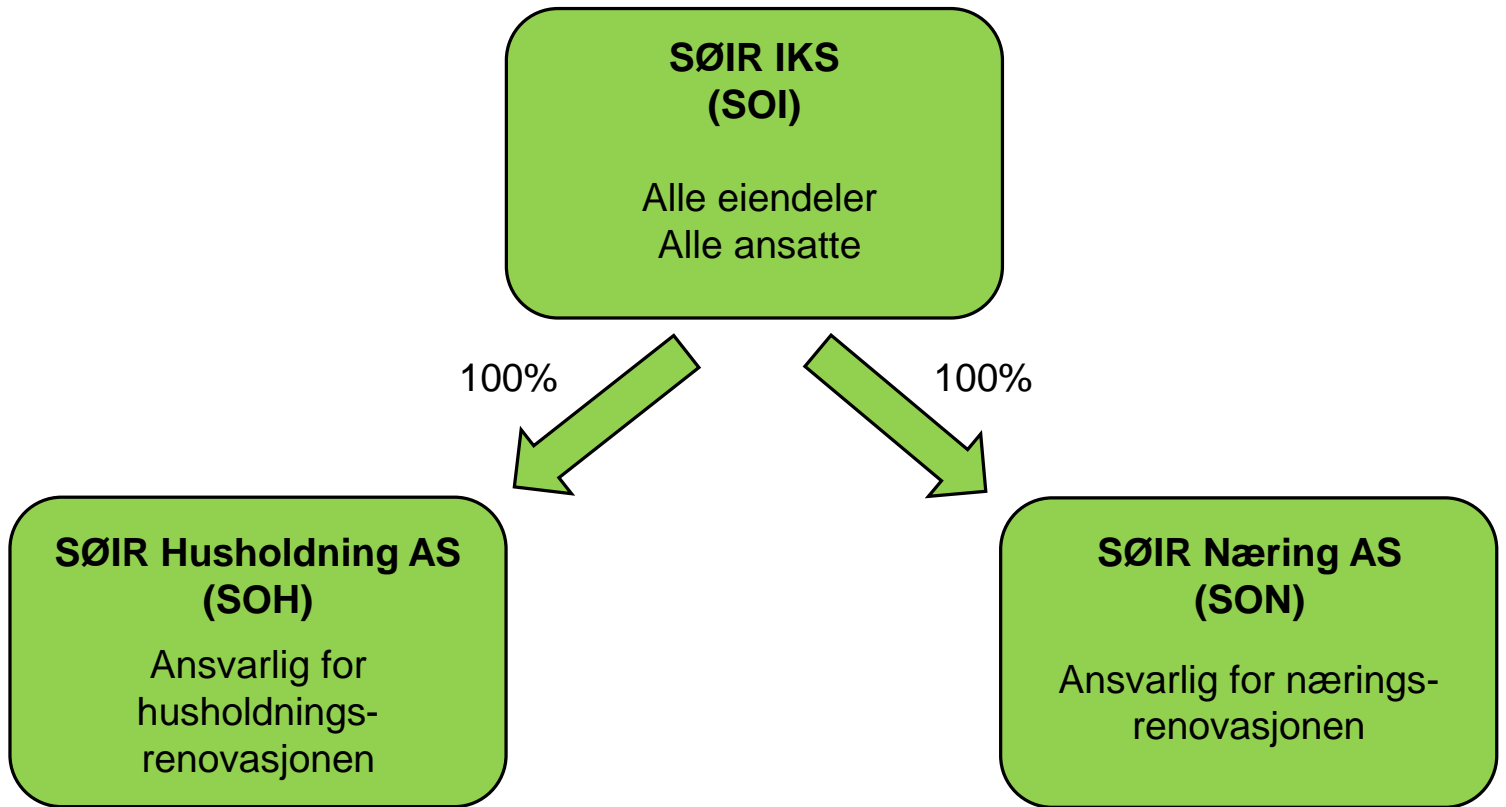 SØIR IKS
(SOI)
Alle eiendeler
Alle ansatte
100%
100%
SØIR Husholdning AS
(SOH)
Ansvarlig for
husholdnings-
renovasjonen
SØIR Næring AS
(SON)
Ansvarlig for nærings-
renovasjonen